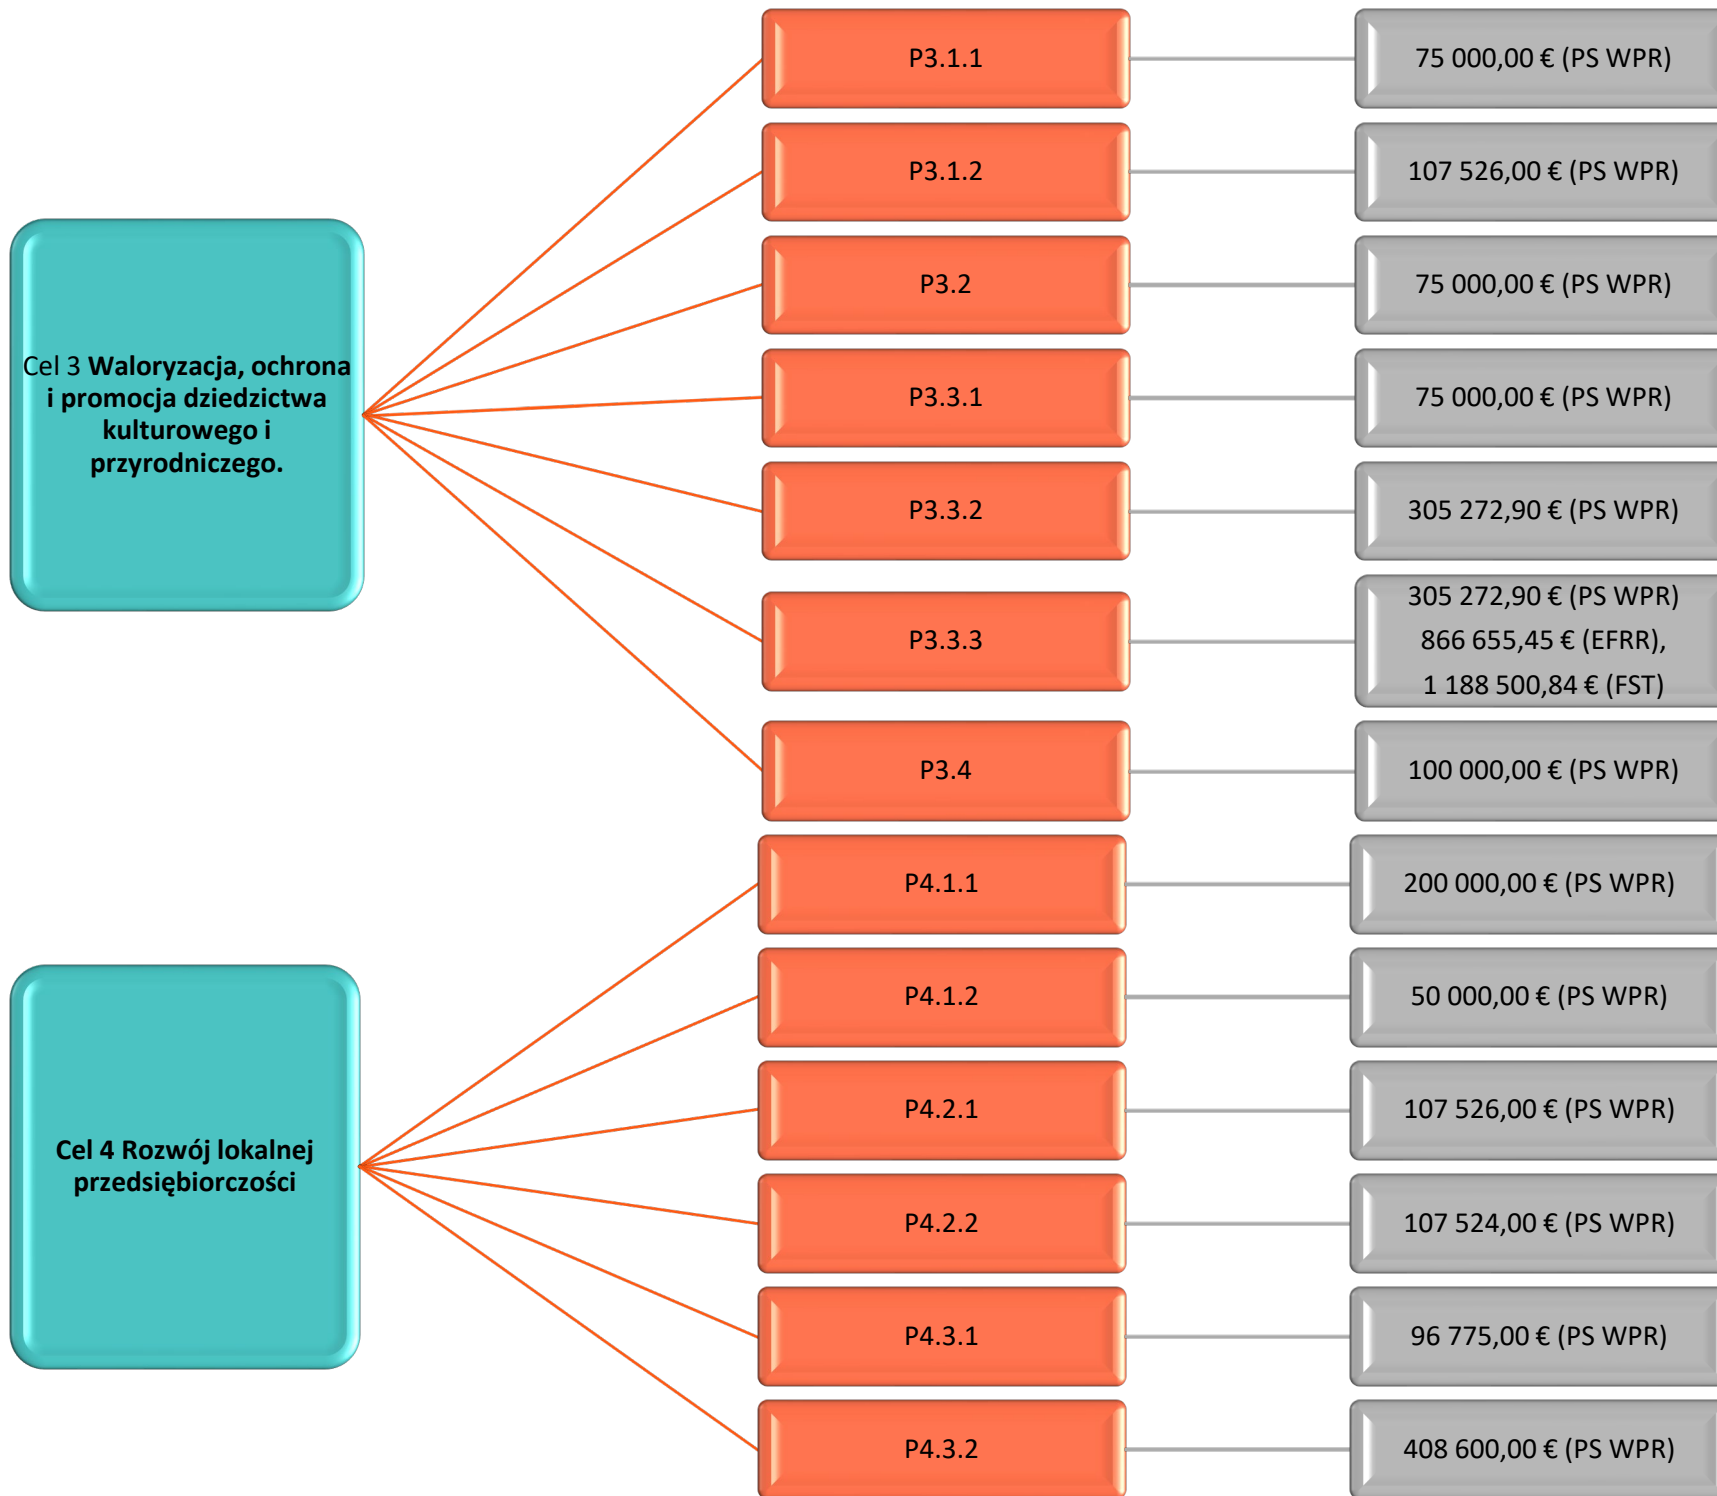 Cel 3 Waloryzacja, ochrona
i promocja dziedzictwa
kulturowego i
przyrodniczego.
P3.1.1
75 000,00 € (PS WPR)
P3.1.2
107 526,00 € (PS WPR)
P3.2
75 000,00 € (PS WPR)
P3.3.1
75 000,00 € (PS WPR)
P3.3.2
305 272,90 € (PS WPR)
P3.3.3
305 272,90 € (PS WPR)
866 655,45 € (EFRR),
1 188 500,84 € (FST)
P3.4
100 000,00 € (PS WPR)
Cel 4 Rozwój lokalnej
przedsiębiorczości
P4.1.1
200 000,00 € (PS WPR)
P4.1.2
50 000,00 € (PS WPR)
P4.2.1
107 526,00 € (PS WPR)
P4.2.2
107 524,00 € (PS WPR)
P4.3.1
96 775,00 € (PS WPR)
P4.3.2
408 600,00 € (PS WPR)